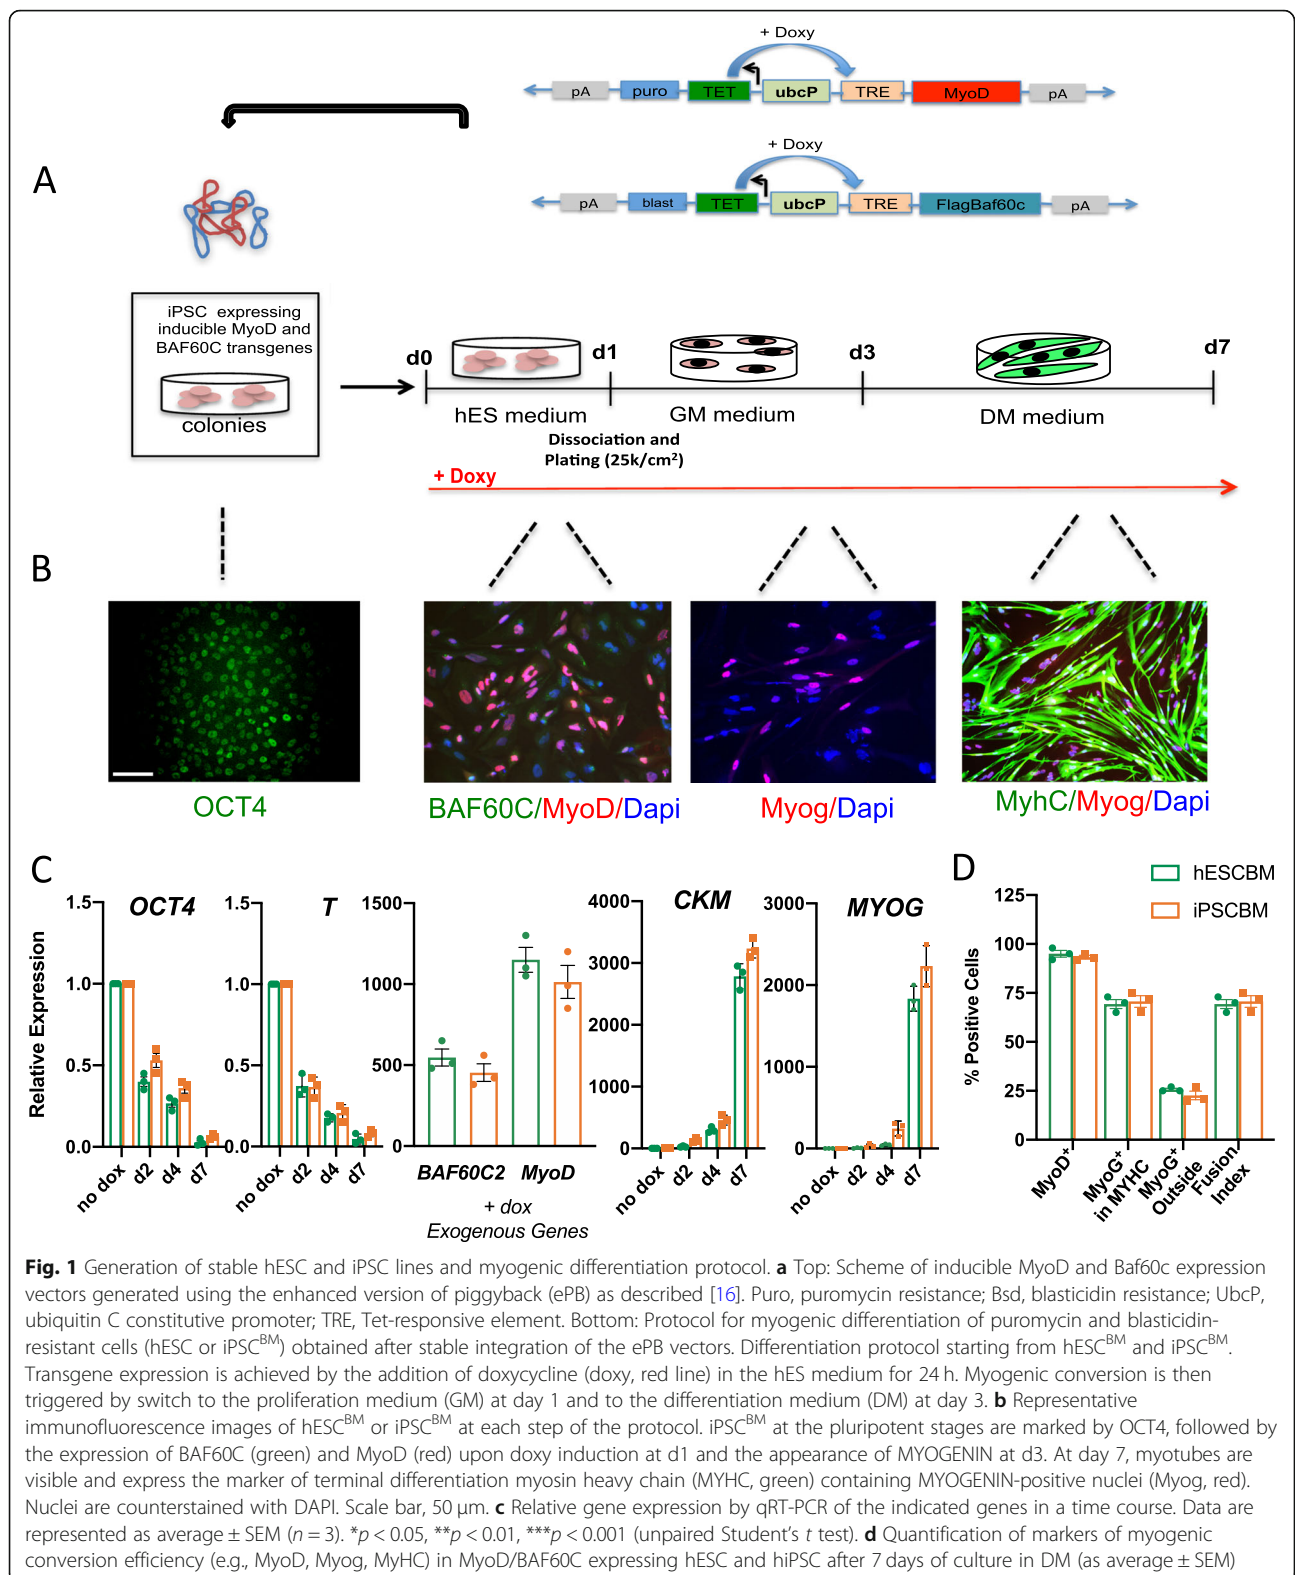 + Doxy
pA puro TET ubcP TRE MyoD pA
+ Doxy
A
pA blast TET ubcP TRE FlagBaf60c pA
iPSC expressing
inducible MyoD and
BAF60C transgenes
colonies
d0 d1 d3 d7
hES medium GM medium DM medium
Dissociation and
Plating (25k/cm²)
+ Doxy
B
OCT4 BAF60C/MyoD/Dapi Myog/Dapi MyhC/Myog/Dapi
C
Relative Expression
OCT4
1.5
1.0
0.5
0.0
no dox d2 d4 d7
T
1.5
1.0
0.5
0.0
no dox d2 d4 d7
1500
1000
500
0
BAF60C2 MyoD
+ dox
Exogenous Genes
CKM
4000
3000
2000
1000
0
no dox d2 d4 d7
MYOG
3000
2000
1000
0
no dox d2 d4 d7
D
hESCBM
iPSCBM
% Positive Cells
125
100
75
50
25
0
MyoD⁺
MyoG⁺
in MYHC
MyoG⁺
Outside
Fusion
Index
Fig. 1 Generation of stable hESC and iPSC lines and myogenic differentiation protocol. a Top: Scheme of inducible MyoD and Baf60c expression
vectors generated using the enhanced version of piggyback (ePB) as described [16]. Puro, puromycin resistance; Bsd, blasticidin resistance; UbcP,
ubiquitin C constitutive promoter; TRE, Tet-responsive element. Bottom: Protocol for myogenic differentiation of puromycin and blasticidin-
resistant cells (hESC or iPSC^BM) obtained after stable integration of the ePB vectors. Differentiation protocol starting from hESC^BM and iPSC^BM.
Transgene expression is achieved by the addition of doxycycline (doxy, red line) in the hES medium for 24 h. Myogenic conversion is then
triggered by switch to the proliferation medium (GM) at day 1 and to the differentiation medium (DM) at day 3. b Representative
immunofluorescence images of hESC^BM or iPSC^BM at each step of the protocol. iPSC^BM at the pluripotent stages are marked by OCT4, followed by
the expression of BAF60C (green) and MyoD (red) upon doxy induction at d1 and the appearance of MYOGENIN at d3. At day 7, myotubes are
visible and express the marker of terminal differentiation myosin heavy chain (MYHC, green) containing MYOGENIN-positive nuclei (Myog, red).
Nuclei are counterstained with DAPI. Scale bar, 50 μm. c Relative gene expression by qRT-PCR of the indicated genes in a time course. Data are
represented as average ± SEM (n = 3). *p < 0.05, **p < 0.01, ***p < 0.001 (unpaired Student's t test). d Quantification of markers of myogenic
conversion efficiency (e.g., MyoD, Myog, MyHC) in MyoD/BAF60C expressing hESC and hiPSC after 7 days of culture in DM (as average ± SEM)